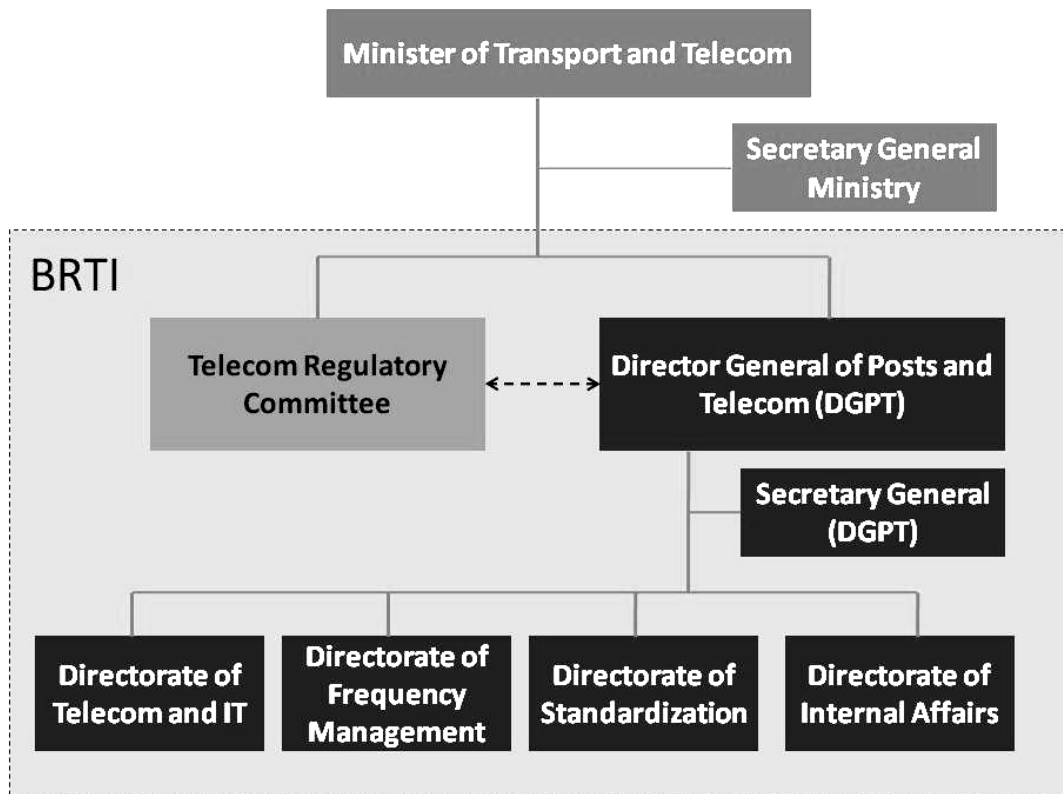 Minister of Transport and Telecom
Secretary General
Ministry
BRTI
Telecom Regulatory
Committee
Director General of Posts and
Telecom (DGPT)
Secretary General
(DGPT)
Directorate of
Telecom and IT
Directorate of
Frequency
Management
Directorate of
Standardization
Directorate of
Internal Affairs